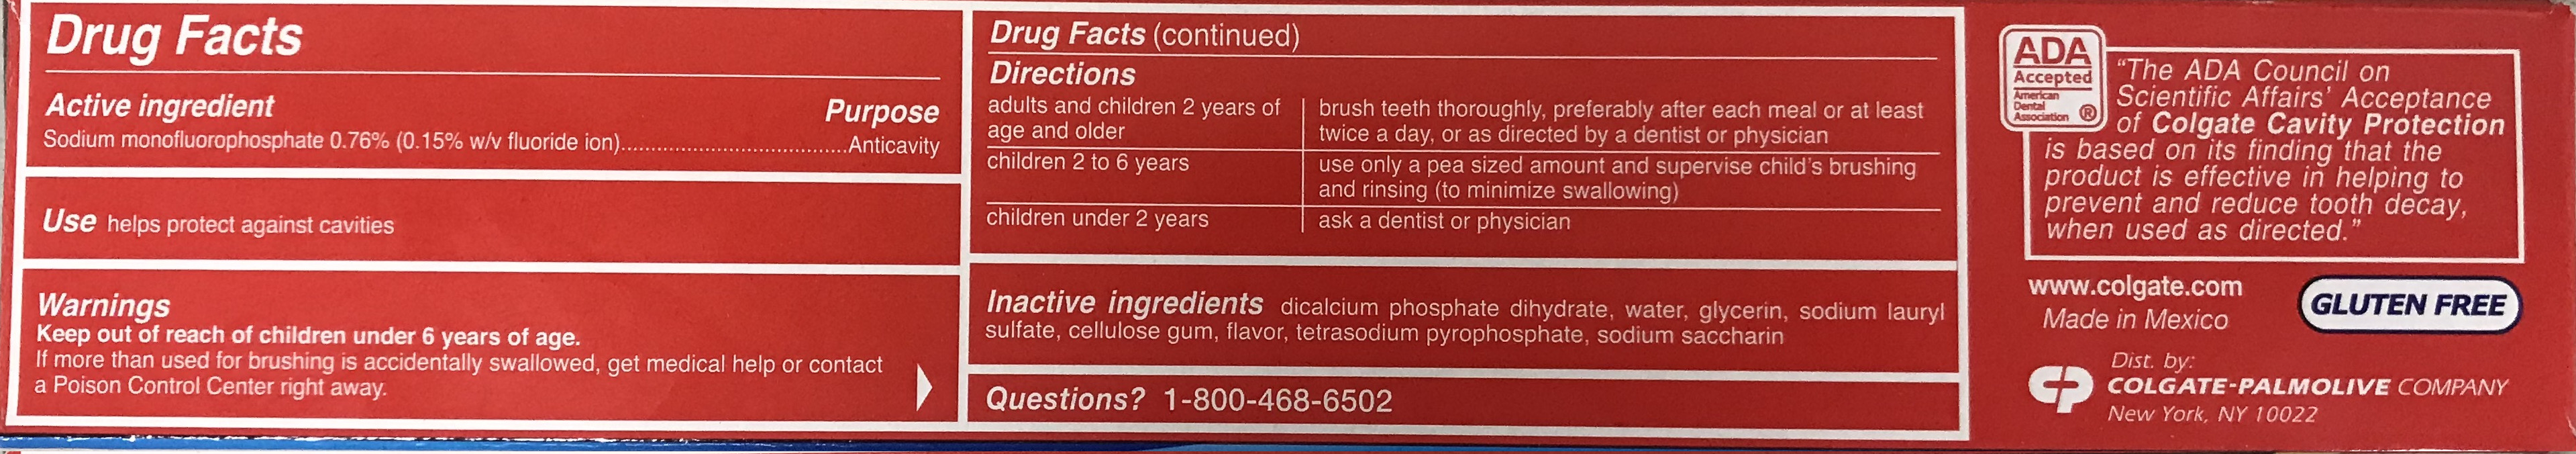 Drug Facts
Active ingredient Purpose
Sodium monofluorophosphate 0.76% (0.15% w/v fluoride ion)......................................Anticavity
Use helps protect against cavities
Warnings
Keep out of reach of children under 6 years of age.
If more than used for brushing is accidentally swallowed, get medical help or contact
a Poison Control Center right away.
Drug Facts (continued)
Directions
adults and children 2 years of brush teeth thoroughly, preferably after each meal or at least
age and older twice a day, or as directed by a dentist or physician
children 2 to 6 years use only a pea sized amount and supervise child's brushing
and rinsing (to minimize swallowing)
children under 2 years ask a dentist or physician
Inactive ingredients dicalcium phosphate dihydrate, water, glycerin, sodium lauryl
sulfate, cellulose gum, flavor, tetrasodium pyrophosphate, sodium saccharin
Questions? 1-800-468-6502
ADA
Accepted
American
Dental
Association ®
"The ADA Council on
Scientific Affairs' Acceptance
of Colgate Cavity Protection
is based on its finding that the
product is effective in helping to
prevent and reduce tooth decay,
when used as directed."
www.colgate.com
Made in Mexico
GLUTEN FREE
Dist. by:
CP COLGATE-PALMOLIVE COMPANY
New York, NY 10022